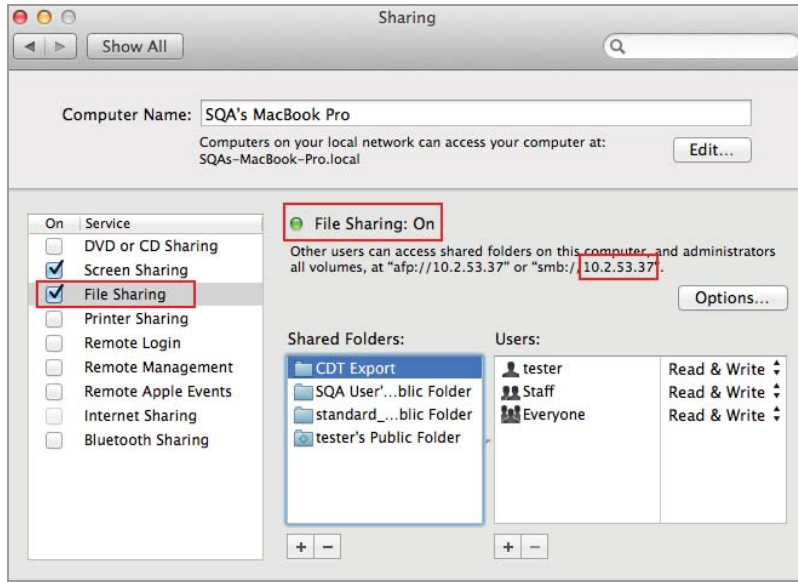 Sharing
Show All
Computer Name: SQA's MacBook Pro
Computers on your local network can access your computer at:
SQAs-MacBook-Pro.local
Edit...
On Service
DVD or CD Sharing
Screen Sharing
File Sharing
Printer Sharing
Remote Login
Remote Management
Remote Apple Events
Internet Sharing
Bluetooth Sharing
File Sharing: On
Other users can access shared folders on this computer, and administrators
all volumes, at “afp://10.2.53.37” or “smb://10.2.53.37”.
Options...
Shared Folders:
CDT Export
SQA User'...blic Folder
standard_...blic Folder
tester's Public Folder
Users:
tester Read & Write
Staff Read & Write
Everyone Read & Write
+ − + −